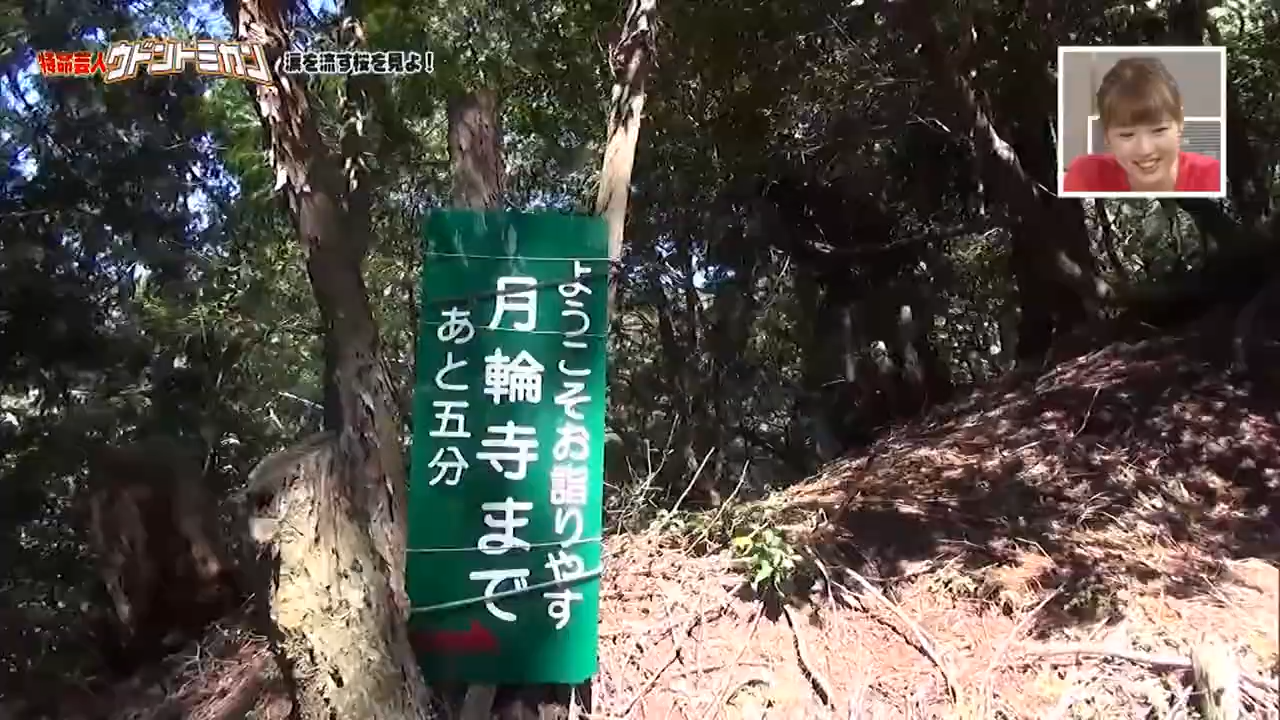 特命芸人ウドントミカン 涙を流す桜を見よ！
ようこそお詣りやす
月輪寺まで
あと五分